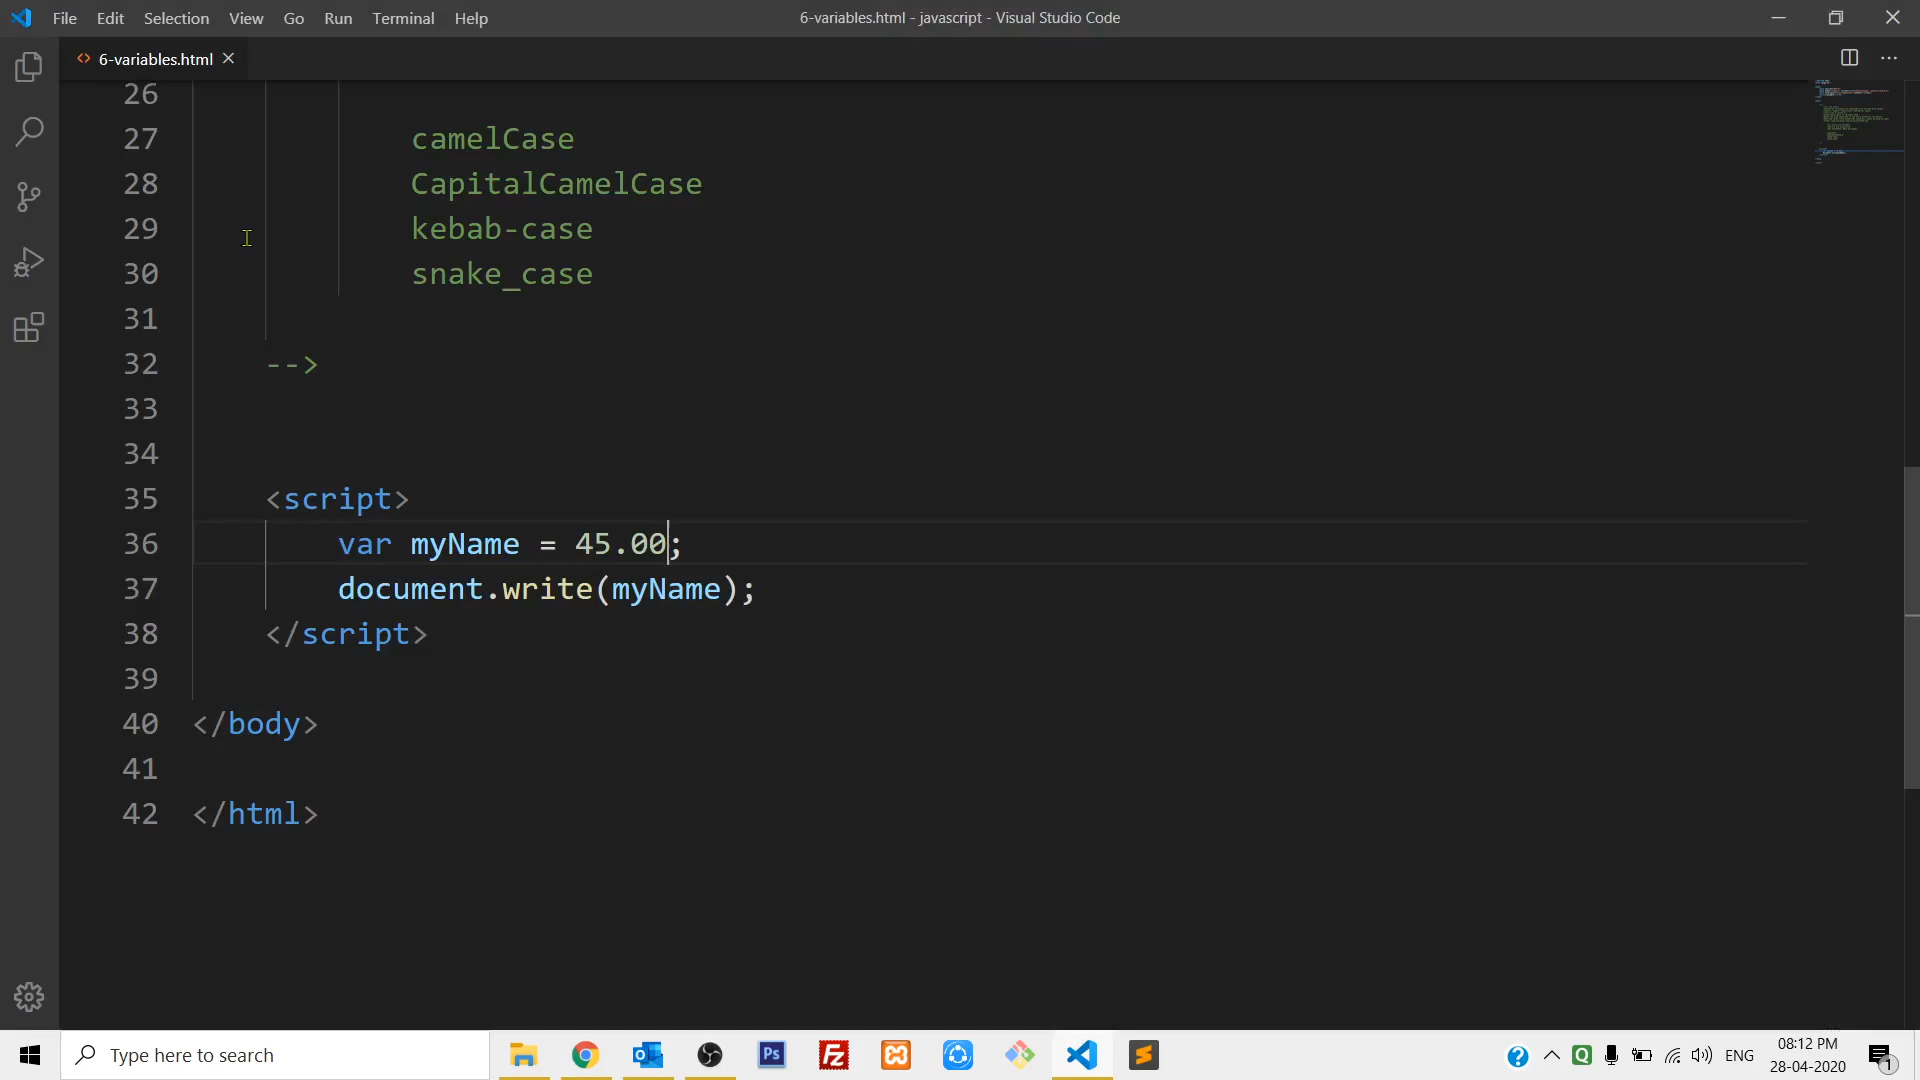 File Edit Selection View Go Run Terminal Help
6-variables.html - javascript - Visual Studio Code
6-variables.html
26
27 camelCase
28 CapitalCamelCase
29 kebab-case
30 snake_case
31
32 -->
33
34
35 <script>
36 var myName = 45.00;
37 document.write(myName);
38 </script>
39
40 </body>
41
42 </html>
Type here to search
Ps
Fz
ENG
08:12 PM
28-04-2020
1